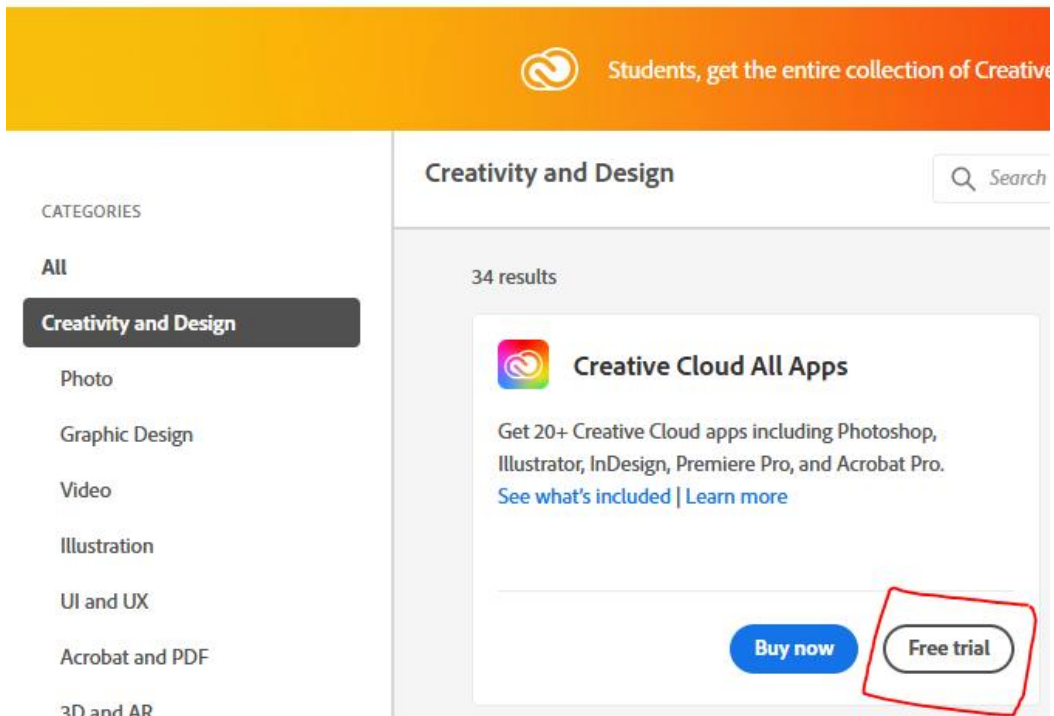 Students, get the entire collection of Creative
CATEGORIES
All
Creativity and Design
Photo
Graphic Design
Video
Illustration
UI and UX
Acrobat and PDF
3D and AR
Creativity and Design
Search
34 results
Creative Cloud All Apps
Get 20+ Creative Cloud apps including Photoshop,
Illustrator, InDesign, Premiere Pro, and Acrobat Pro.
See what's included | Learn more
Buy now
Free trial